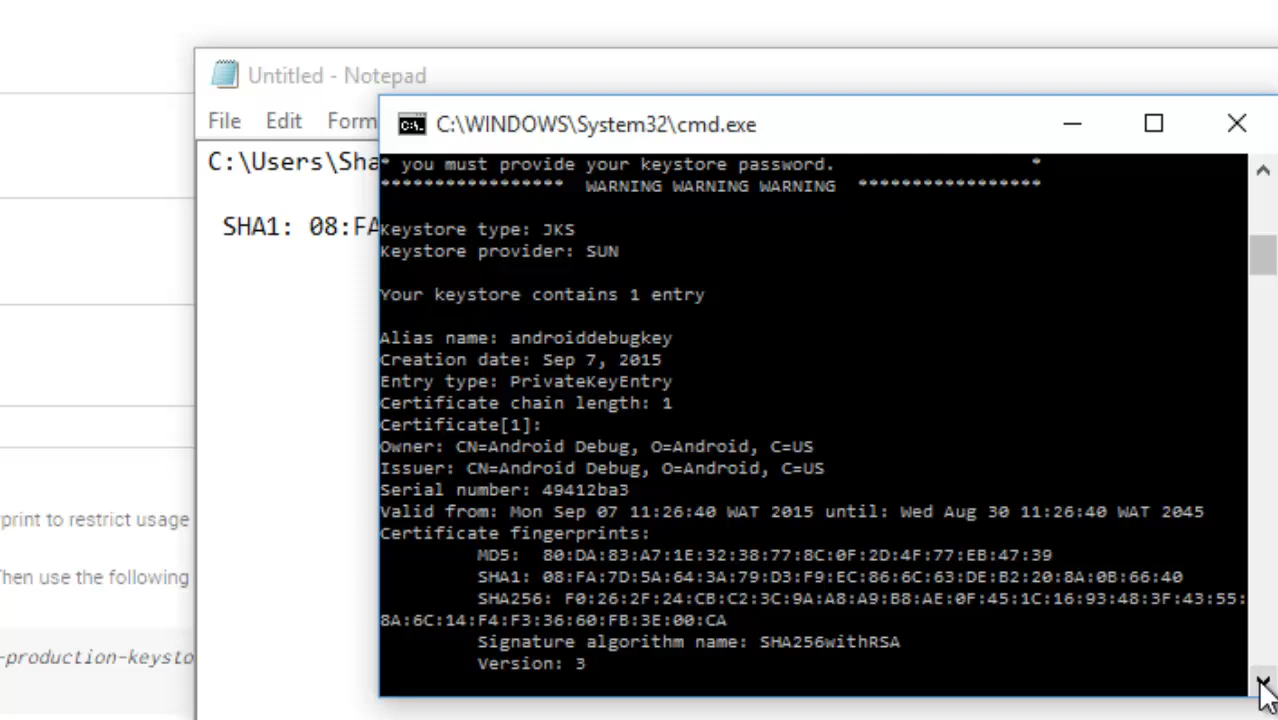 Untitled - Notepad
File Edit Form
C:\Users\Sha
SHA1: 08:FA
C:\WINDOWS\System32\cmd.exe
* you must provide your keystore password. *
***************** WARNING WARNING WARNING *****************
Keystore type: JKS
Keystore provider: SUN
Your keystore contains 1 entry
Alias name: androiddebugkey
Creation date: Sep 7, 2015
Entry type: PrivateKeyEntry
Certificate chain length: 1
Certificate[1]:
Owner: CN=Android Debug, O=Android, C=US
Issuer: CN=Android Debug, O=Android, C=US
Serial number: 49412ba3
Valid from: Mon Sep 07 11:26:40 WAT 2015 until: Wed Aug 30 11:26:40 WAT 2045
Certificate fingerprints:
MD5: 80:DA:83:A7:1E:32:38:77:8C:0F:2D:4F:77:EB:47:39
SHA1: 08:FA:7D:5A:64:3A:79:D3:F9:EC:86:6C:63:DE:B2:20:8A:0B:66:40
SHA256: F0:26:2F:24:CB:C2:3C:9A:A8:A9:B8:AE:0F:45:1C:16:93:48:3F:43:55:
8A:6C:14:F4:F3:36:60:FB:3E:00:CA
Signature algorithm name: SHA256withRSA
Version: 3
print to restrict usage
hen use the following
-production-keysto